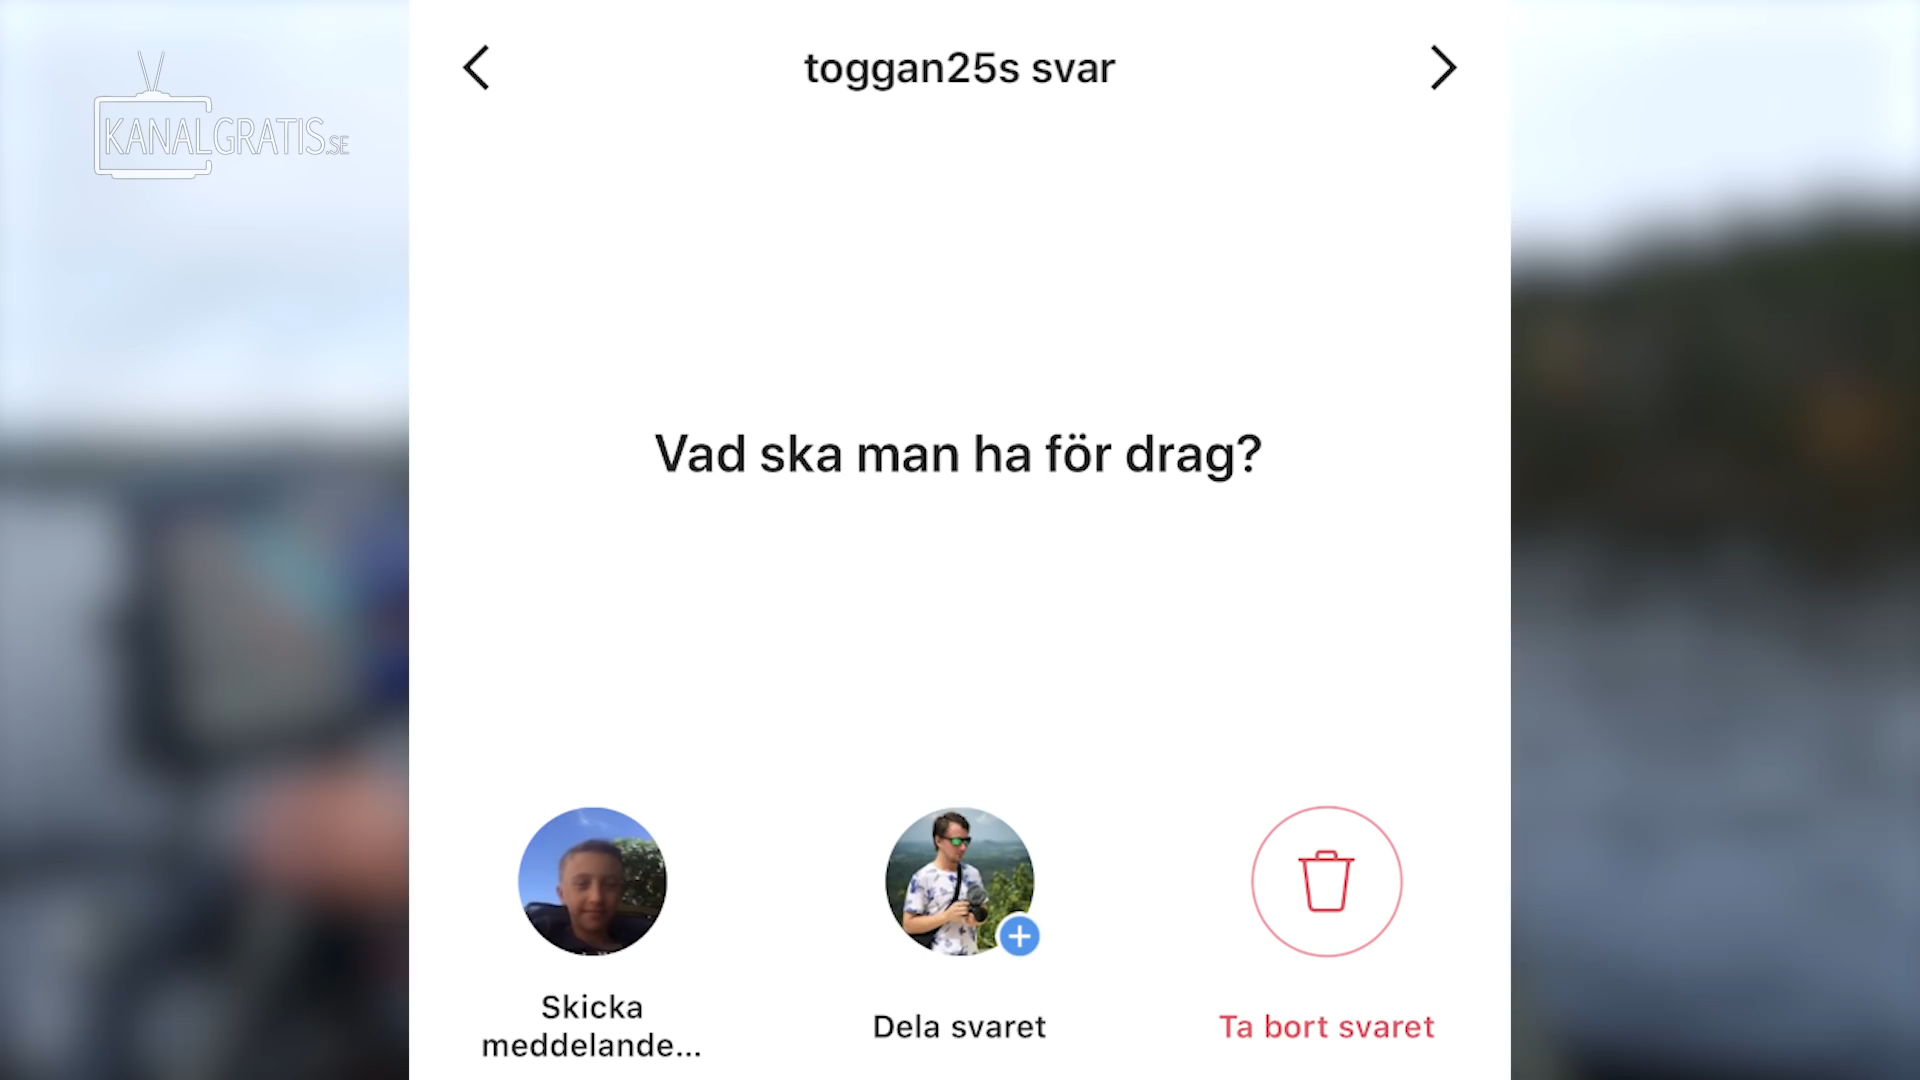 KANALGRATIS.SE
toggan25s svar
Vad ska man ha för drag?
Skicka
meddelande...
Dela svaret
Ta bort svaret